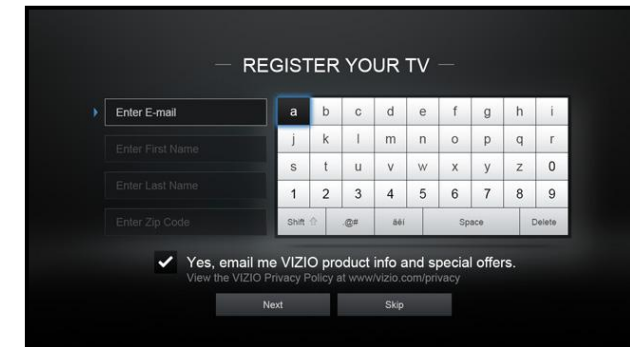 REGISTER YOUR TV
Enter E-mail
Enter First Name
Enter Last Name
Enter Zip Code
a b c d e f g h i
j k l m n o p q r
s t u v w x y z 0
1 2 3 4 5 6 7 8 9
Shift .@# äêì Space Delete
Yes, email me VIZIO product info and special offers.
View the VIZIO Privacy Policy at www/vizio.com/privacy
Next Skip